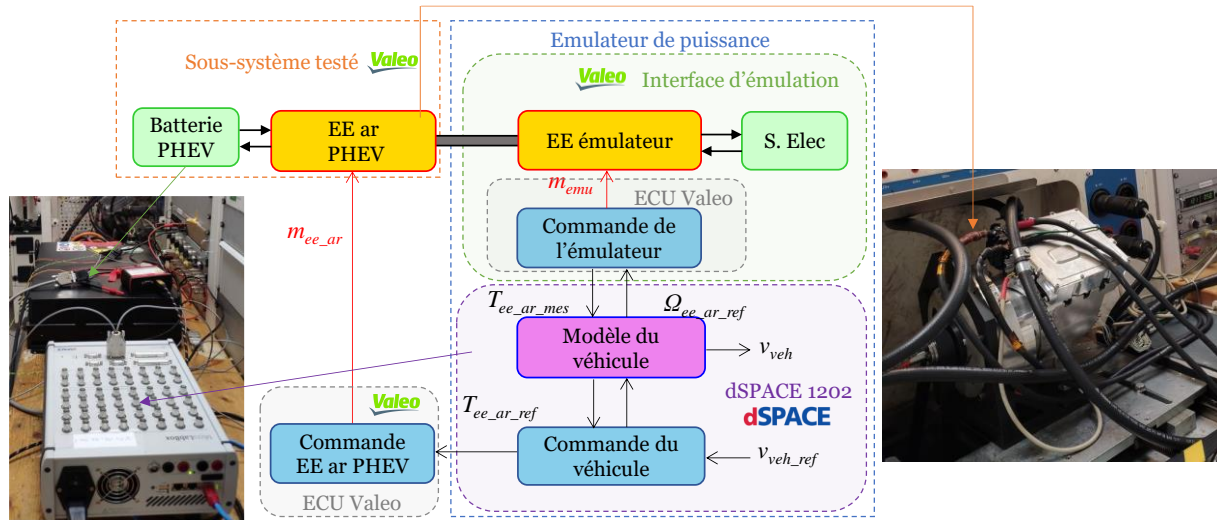 Sous-système testé
Valeo
Emulateur de puissance
Valeo
Interface d'émulation
Batterie
PHEV
EE ar
PHEV
EE émulateur
S. Elec
m_emu
ECU Valeo
Commande de
l'émulateur
m_ee_ar
T_ee_ar_mes
Ω_ee_ar_ref
Modèle du
véhicule
v_veh
dSPACE 1202
dSPACE
T_ee_ar_ref
Valeo
Commande
EE ar PHEV
ECU Valeo
Commande du
véhicule
v_veh_ref